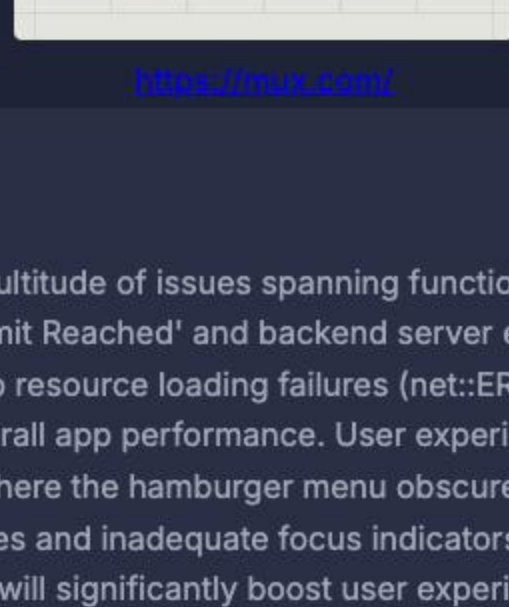 https://mux.com/
ultitude of issues spanning functio
mit Reached' and backend server e
o resource loading failures (net::ER
rall app performance. User experi
here the hamburger menu obscure
es and inadequate focus indicators
will significantly boost user experi